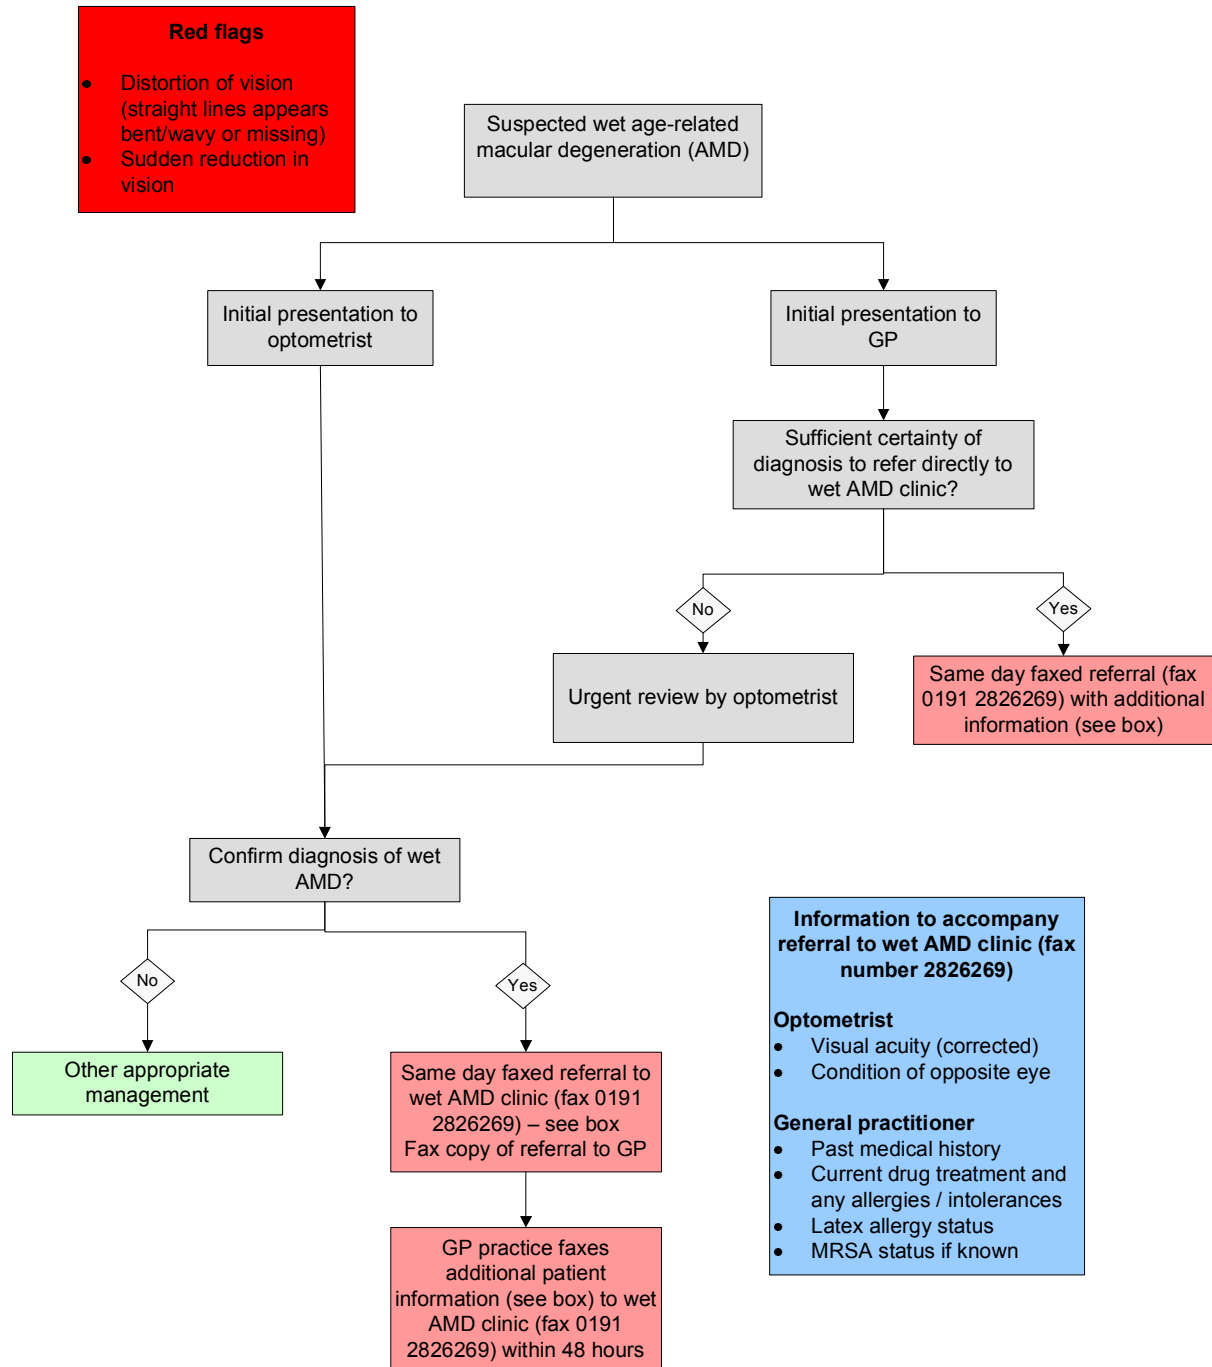 Red flags
● Distortion of vision
(straight lines appears
bent/wavy or missing)
● Sudden reduction in
vision
Suspected wet age-related
macular degeneration (AMD)
Initial presentation to
optometrist
Initial presentation to
GP
Sufficient certainty of
diagnosis to refer directly to
wet AMD clinic?
No
Yes
Urgent review by optometrist
Same day faxed referral (fax
0191 2826269) with additional
information (see box)
Confirm diagnosis of wet
AMD?
No
Yes
Other appropriate
management
Same day faxed referral to
wet AMD clinic (fax 0191
2826269) – see box
Fax copy of referral to GP
GP practice faxes
additional patient
information (see box) to wet
AMD clinic (fax 0191
2826269) within 48 hours
Information to accompany
referral to wet AMD clinic (fax
number 2826269)
Optometrist
● Visual acuity (corrected)
● Condition of opposite eye
General practitioner
● Past medical history
● Current drug treatment and
any allergies / intolerances
● Latex allergy status
● MRSA status if known